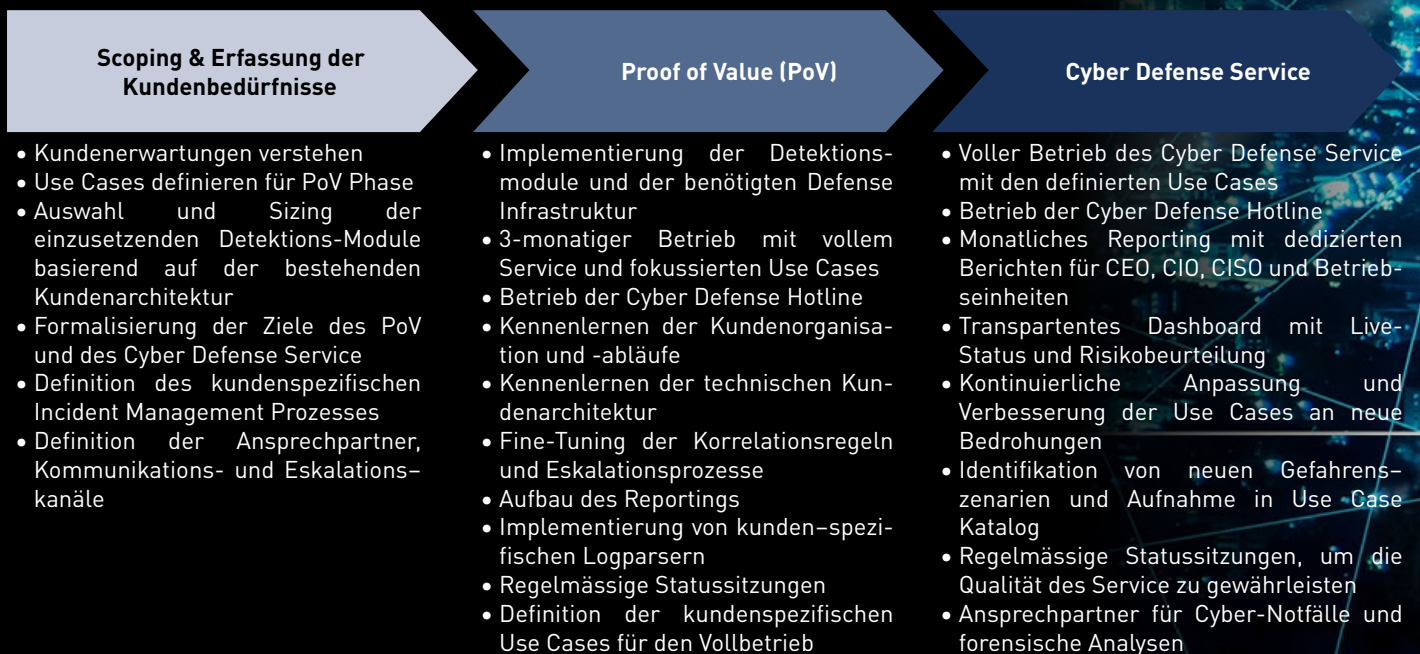 Scoping & Erfassung der
Kundenbedürfnisse
• Kundenerwartungen verstehen
• Use Cases definieren für PoV Phase
• Auswahl und Sizing der
einzusetzenden Detektions-Module
basierend auf der bestehenden
Kundenarchitektur
• Formalisierung der Ziele des PoV
und des Cyber Defense Service
• Definition des kundenspezifischen
Incident Management Prozesses
• Definition der Ansprechpartner,
Kommunikations- und Eskalations–
kanäle
Proof of Value (PoV)
• Implementierung der Detektions-
module und der benötigten Defense
Infrastruktur
• 3-monatiger Betrieb mit vollem
Service und fokussierten Use Cases
• Betrieb der Cyber Defense Hotline
• Kennenlernen der Kundenorganisa-
tion und -abläufe
• Kennenlernen der technischen Kun-
denarchitektur
• Fine-Tuning der Korrelationsregeln
und Eskalationsprozesse
• Aufbau des Reportings
• Implementierung von kunden–spezi-
fischen Logparsern
• Regelmässige Statussitzungen
• Definition der kundenspezifischen
Use Cases für den Vollbetrieb
Cyber Defense Service
• Voller Betrieb des Cyber Defense Service
mit den definierten Use Cases
• Betrieb der Cyber Defense Hotline
• Monatliches Reporting mit dedizierten
Berichten für CEO, CIO, CISO und Betrieb-
seinheiten
• Transpartentes Dashboard mit Live-
Status und Risikobeurteilung
• Kontinuierliche Anpassung und
Verbesserung der Use Cases an neue
Bedrohungen
• Identifikation von neuen Gefahrens–
zenarien und Aufnahme in Use Case
Katalog
• Regelmässige Statussitzungen, um die
Qualität des Service zu gewährleisten
• Ansprechpartner für Cyber-Notfälle und
forensische Analysen